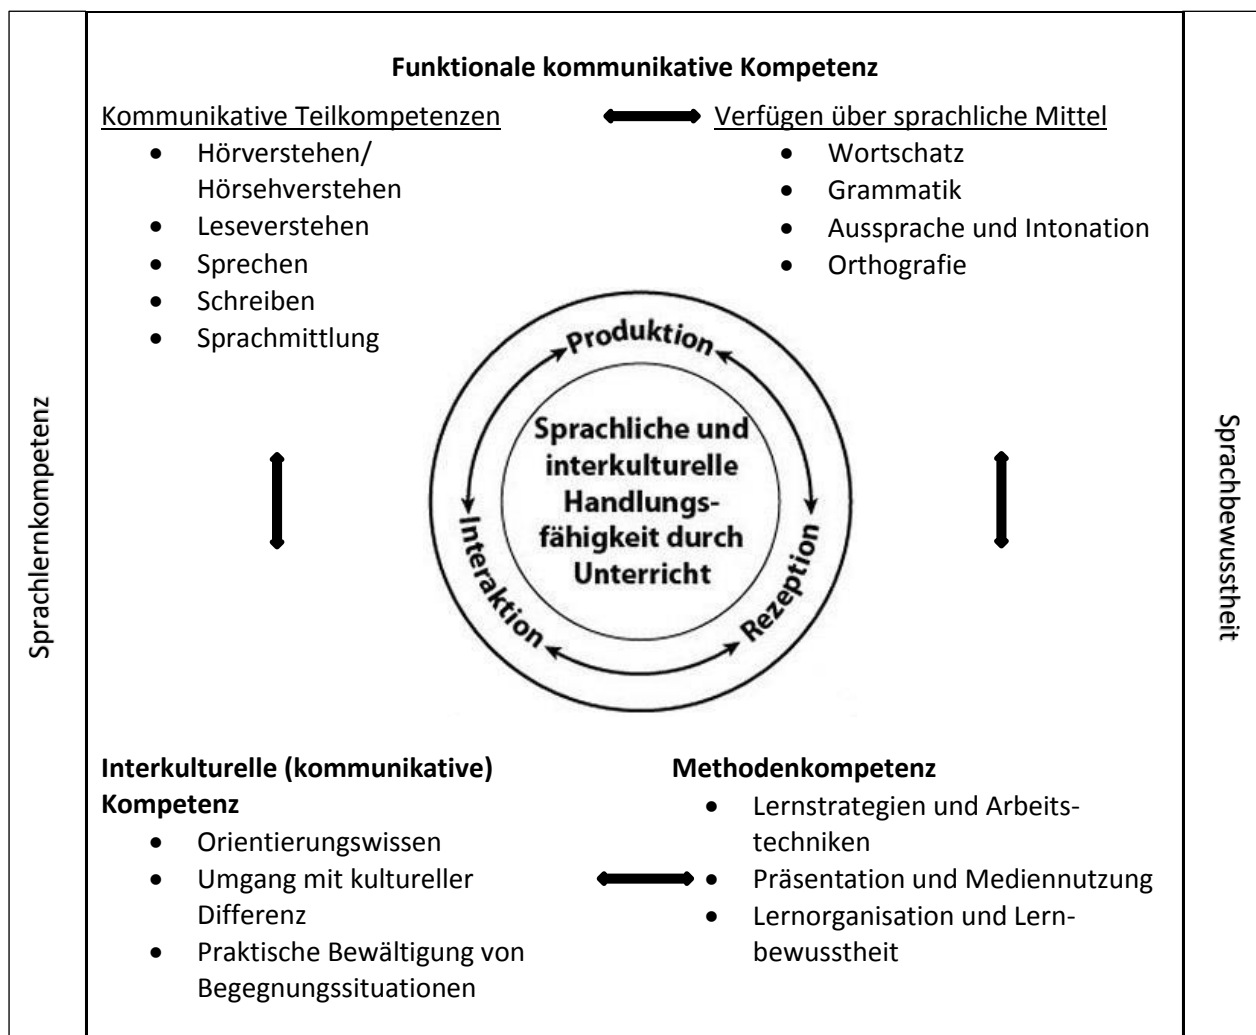 Funktionale kommunikative Kompetenz
Kommunikative Teilkompetenzen
• Hörverstehen/
Hörsehverstehen
• Leseverstehen
• Sprechen
• Schreiben
• Sprachmittlung
Verfügen über sprachliche Mittel
• Wortschatz
• Grammatik
• Aussprache und Intonation
• Orthografie
Sprachlernkompetenz
Produktion
Sprachliche und
interkulturelle
Handlungs-
fähigkeit durch
Unterricht
Interaktion
Rezeption
Sprachbewusstheit
Interkulturelle (kommunikative)
Kompetenz
• Orientierungswissen
• Umgang mit kultureller
Differenz
• Praktische Bewältigung von
Begegnungssituationen
Methodenkompetenz
• Lernstrategien und Arbeits-
techniken
• Präsentation und Mediennutzung
• Lernorganisation und Lern-
bewusstheit